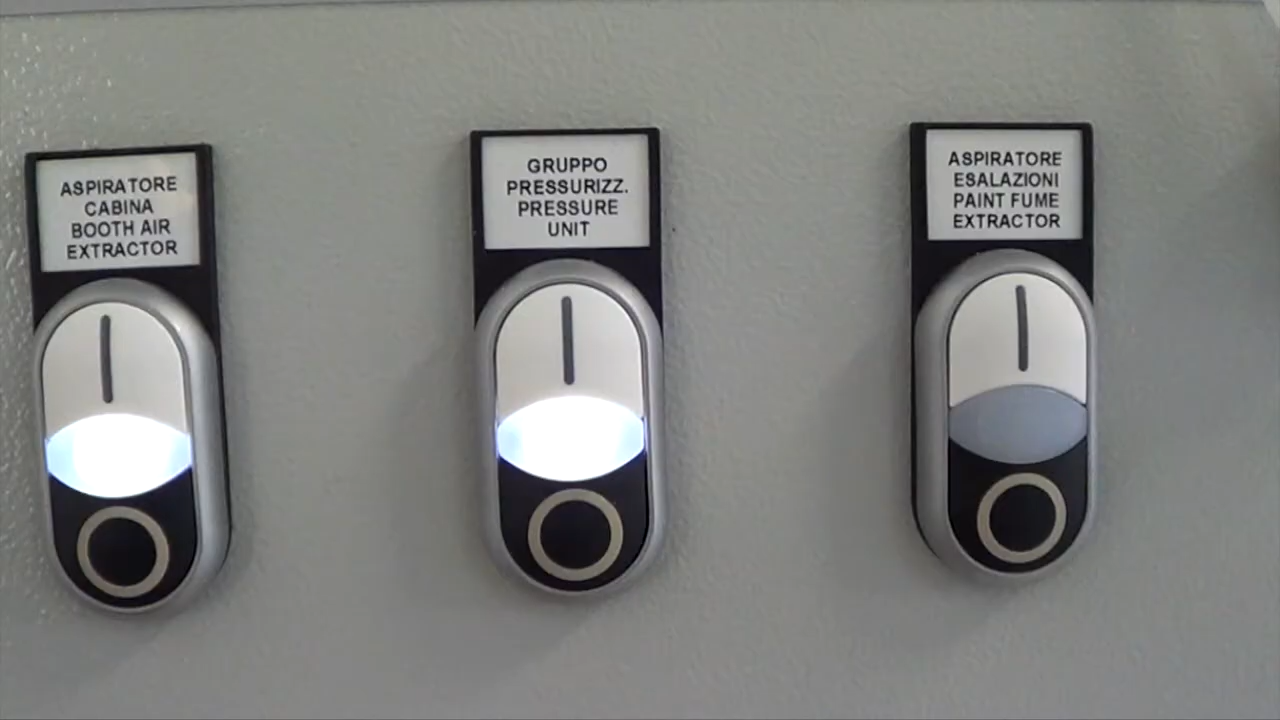 ASPIRATORE
CABINA
BOOTH AIR
EXTRACTOR
GRUPPO
PRESSURIZZ.
PRESSURE
UNIT
ASPIRATORE
ESALAZIONI
PAINT FUME
EXTRACTOR